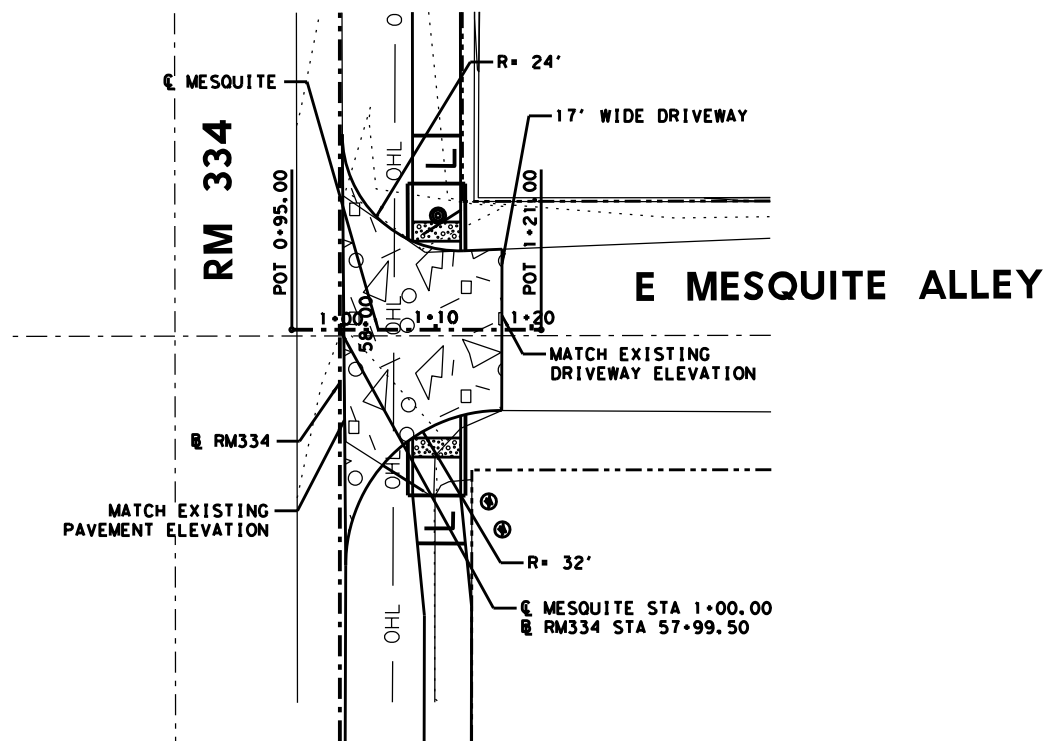 O
R= 24'
℄ MESQUITE
17' WIDE DRIVEWAY
RM 334
POT 0+95.00
OHL
L
POT 1+21.00
E MESQUITE ALLEY
1+00
58+00
OHL
1+10
1+20
MATCH EXISTING
DRIVEWAY ELEVATION
B RM334
OHL
MATCH EXISTING
PAVEMENT ELEVATION
L
R= 32'
℄ MESQUITE STA 1+00.00
B RM334 STA 57+99.50
OHL